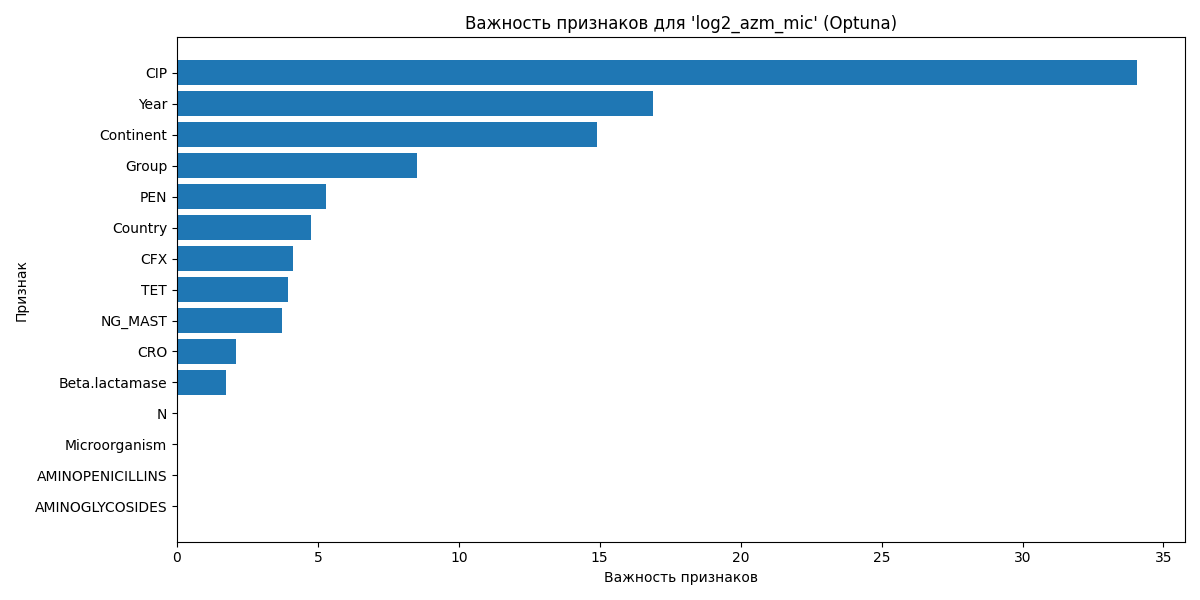 Важность признаков для 'log2_azm_mic' (Optuna)
Признак
CIP
Year
Continent
Group
PEN
Country
CFX
TET
NG_MAST
CRO
Beta.lactamase
N
Microorganism
AMINOPENICILLINS
AMINOGLYCOSIDES
0 5 10 15 20 25 30 35
Важность признаков